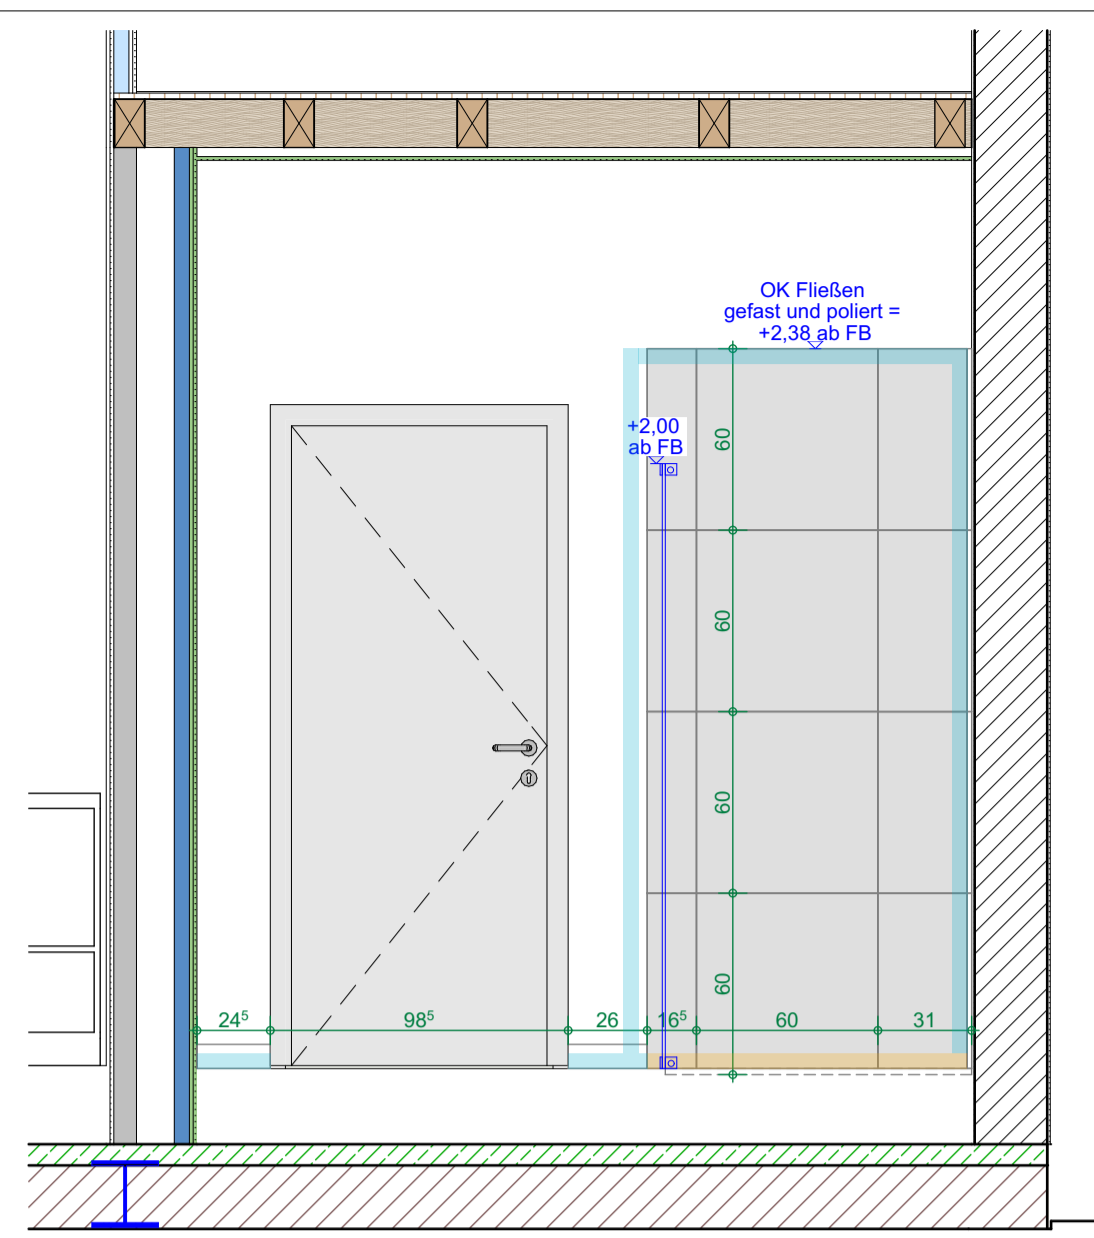 OK Fließen
gefast und poliert =
+2,38 ab FB
+2,00
ab FB
60
60
60
60
24⁵ 98⁵ 26 16⁵ 60 31